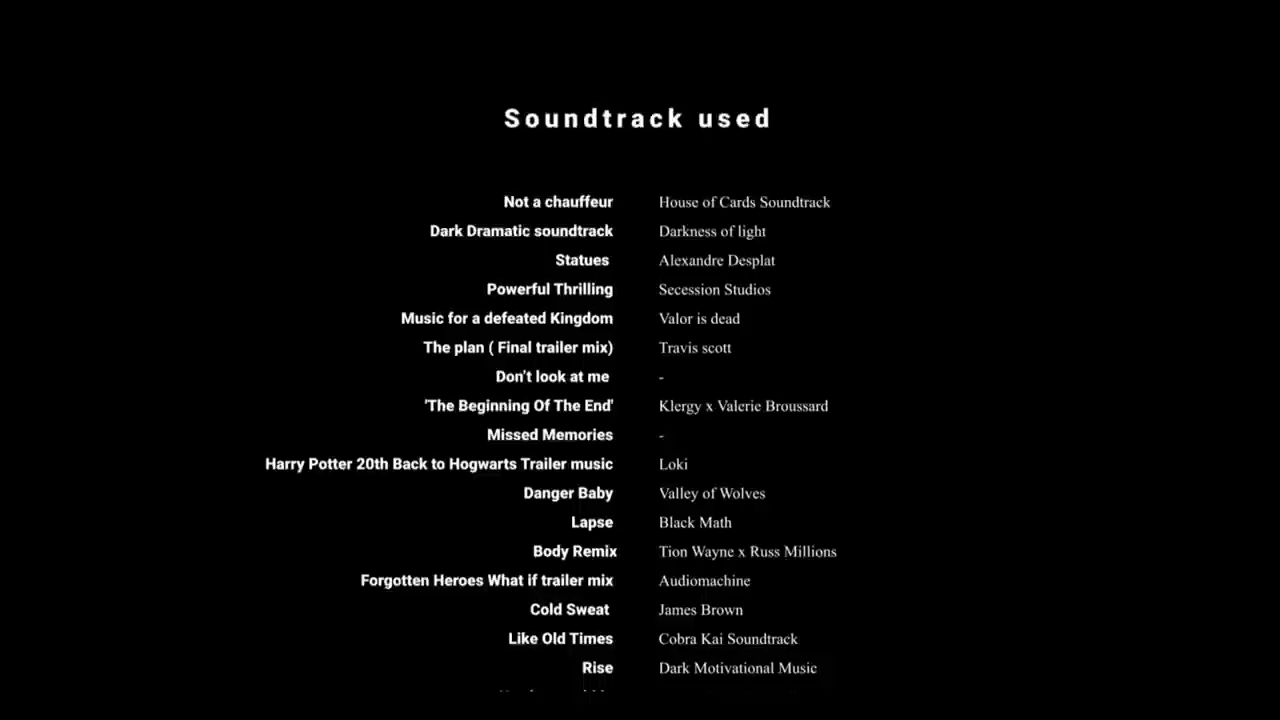 Soundtrack used
Not a chauffeur House of Cards Soundtrack
Dark Dramatic soundtrack Darkness of light
Statues Alexandre Desplat
Powerful Thrilling Secession Studios
Music for a defeated Kingdom Valor is dead
The plan ( Final trailer mix) Travis scott
Don't look at me -
'The Beginning Of The End' Klergy x Valerie Broussard
Missed Memories -
Harry Potter 20th Back to Hogwarts Trailer music Loki
Danger Baby Valley of Wolves
Lapse Black Math
Body Remix Tion Wayne x Russ Millions
Forgotten Heroes What if trailer mix Audiomachine
Cold Sweat James Brown
Like Old Times Cobra Kai Soundtrack
Rise Dark Motivational Music